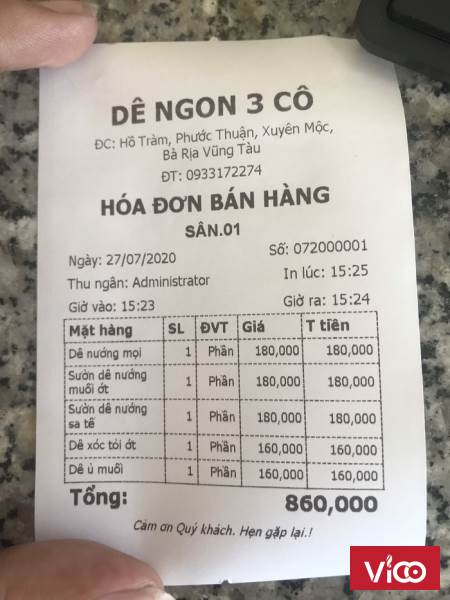 DÊ NGON 3 CÔ
ĐC: Hồ Tràm, Phước Thuận, Xuyên Mộc,
Bà Rịa Vũng Tàu
ĐT: 0933172274
HÓA ĐƠN BÁN HÀNG
SÂN.01
Ngày: 27/07/2020 Số: 072000001
Thu ngân: Administrator In lúc: 15:25
Giờ vào: 15:23 Giờ ra: 15:24
Mặt hàng SL ĐVT Giá T tiền
Dê nướng mọi 1 Phần 180,000 180,000
Sườn dê nướng
muối ớt 1 Phần 180,000 180,000
Sườn dê nướng
sa tế 1 Phần 180,000 180,000
Dê xóc tỏi ớt 1 Phần 160,000 160,000
Dê ủ muối 1 Phần 160,000 160,000
Tổng: 860,000
Cảm ơn Quý khách. Hẹn gặp lại.!
Vico